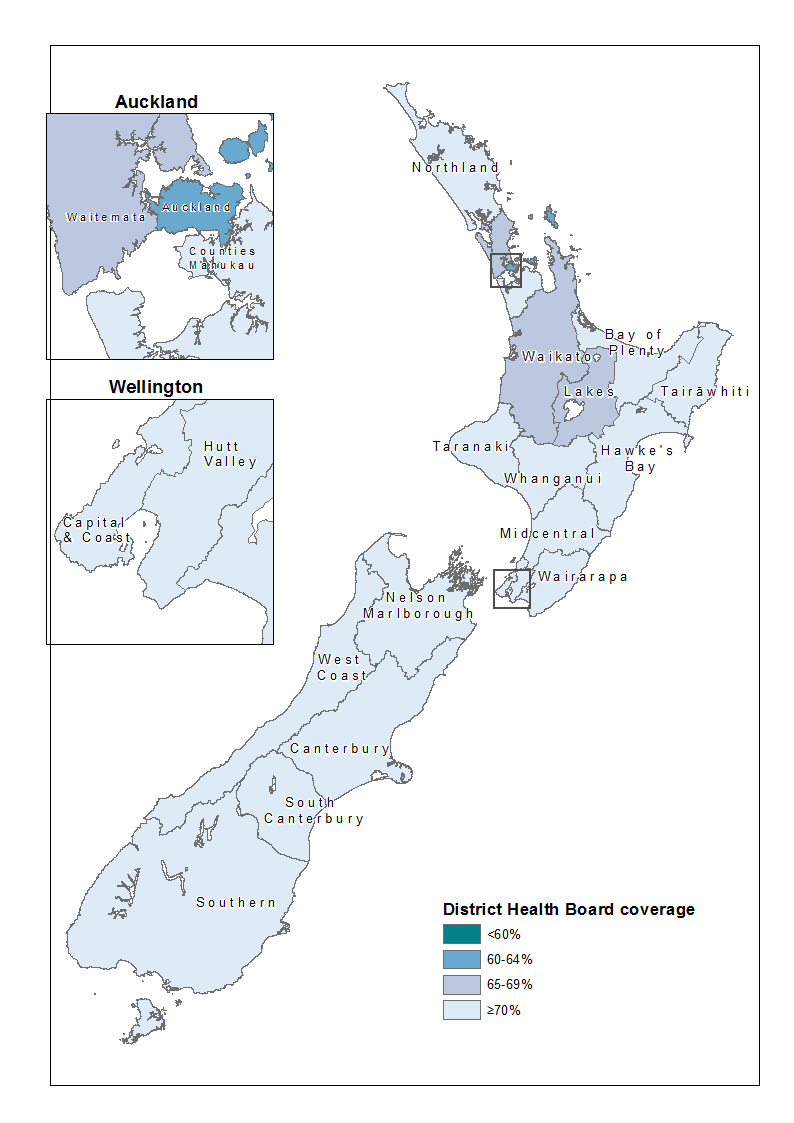 Auckland
Waitemata
Auckland
Counties
Manukau
Wellington
Hutt
Valley
Capital
& Coast
Northland
Bay of
Plenty
Waikato
Lakes
Tairāwhiti
Taranaki
Hawke's
Bay
Whanganui
Midcentral
Wairarapa
Nelson
Marlborough
West
Coast
Canterbury
South
Canterbury
Southern
District Health Board coverage
<60%
60-64%
65-69%
≥70%